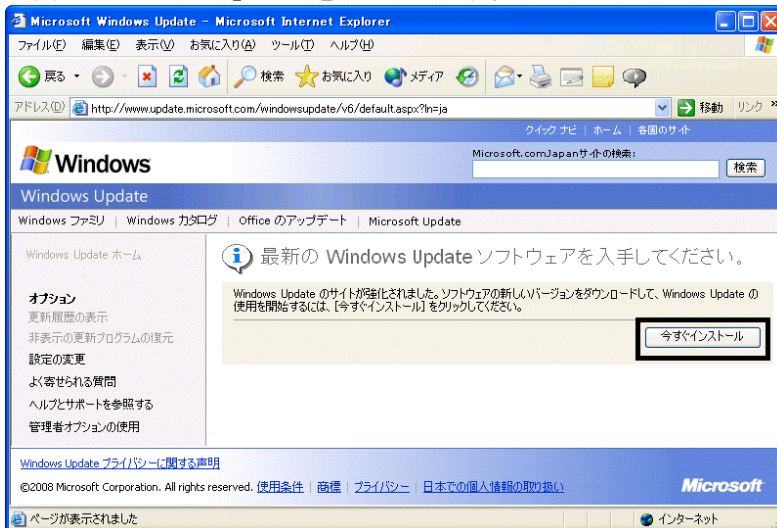 Microsoft Windows Update - Microsoft Internet Explorer
ファイル(F) 編集(E) 表示(V) お気に入り(A) ツール(T) ヘルプ(H)
戻る 検索 お気に入り メディア
アドレス(D) http://www.update.microsoft.com/windowsupdate/v6/default.aspx?ln=ja 移動 リンク »
クイック ナビ | ホーム | 各国のサイト
Windows
Microsoft.comJapanサイトの検索:
検索
Windows Update
Windows ファミリ | Windows カタログ | Office のアップデート | Microsoft Update
Windows Update ホーム
オプション
更新履歴の表示
非表示の更新プログラムの復元
設定の変更
よく寄せられる質問
ヘルプとサポートを参照する
管理者オプションの使用
最新の Windows Update ソフトウェアを入手してください。
Windows Update のサイトが強化されました。ソフトウェアの新しいバージョンをダウンロードして、Windows Update の
使用を開始するには、[今すぐインストール] をクリックしてください。
今すぐインストール
Windows Update プライバシーに関する声明
©2008 Microsoft Corporation. All rights reserved. 使用条件 | 商標 | プライバシー | 日本での個人情報の取り扱い
Microsoft
ページが表示されました インターネット